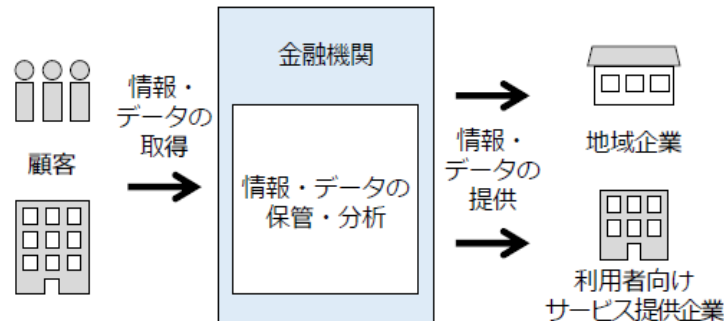 金融機関
情報・
データの
取得
顧客
情報・データの
保管・分析
情報・
データの
提供
地域企業
利用者向け
サービス提供企業